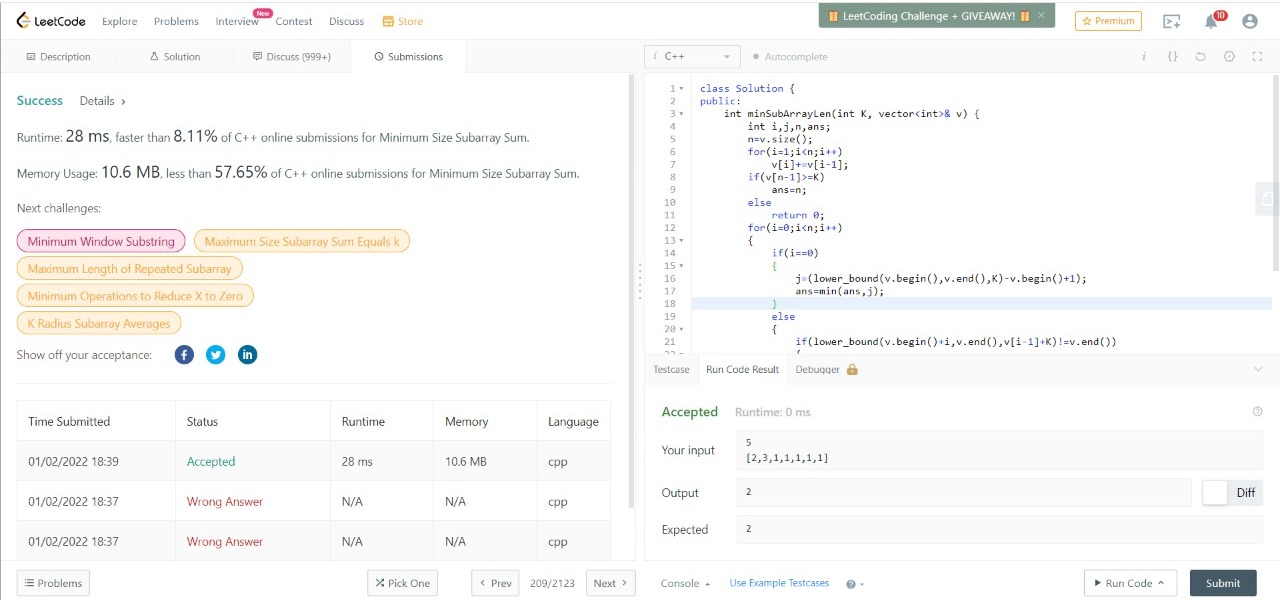 LeetCode Explore Problems Interview New Contest Discuss Store LeetCoding Challenge + GIVEAWAY! × Premium 10
Description Solution Discuss (999+) Submissions
i C++ Autocomplete i {}
Success Details >
Runtime: 28 ms, faster than 8.11% of C++ online submissions for Minimum Size Subarray Sum.
Memory Usage: 10.6 MB, less than 57.65% of C++ online submissions for Minimum Size Subarray Sum.
Next challenges:
Minimum Window Substring Maximum Size Subarray Sum Equals k
Maximum Length of Repeated Subarray
Minimum Operations to Reduce X to Zero
K Radius Subarray Averages
Show off your acceptance:
Time Submitted Status Runtime Memory Language
01/02/2022 18:39 Accepted 28 ms 10.6 MB cpp
01/02/2022 18:37 Wrong Answer N/A N/A cpp
01/02/2022 18:37 Wrong Answer N/A N/A cpp
Problems Pick One < Prev 209/2123 Next >
1 class Solution {
2 public:
3 int minSubArrayLen(int K, vector<int>& v) {
4 int i,j,n,ans;
5 n=v.size();
6 for(i=1;i<n;i++)
7 v[i]+=v[i-1];
8 if(v[n-1]>=K)
9 ans=n;
10 else
11 return 0;
12 for(i=0;i<n;i++)
13 {
14 if(i==0)
15 {
16 j=(lower_bound(v.begin(),v.end(),K)-v.begin()+1);
17 ans=min(ans,j);
18 }
19 else
20 {
21 if(lower_bound(v.begin()+i,v.end(),v[i-1]+K)!=v.end())
Testcase Run Code Result Debugger
Accepted Runtime: 0 ms
Your input
5
[2,3,1,1,1,1,1]
Output 2 Diff
Expected 2
Console Use Example Testcases Run Code Submit